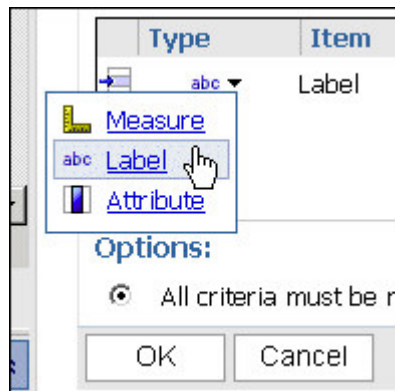 Type Item
abc Label
Measure
abc Label
Attribute
Options:
All criteria must be
OK Cancel